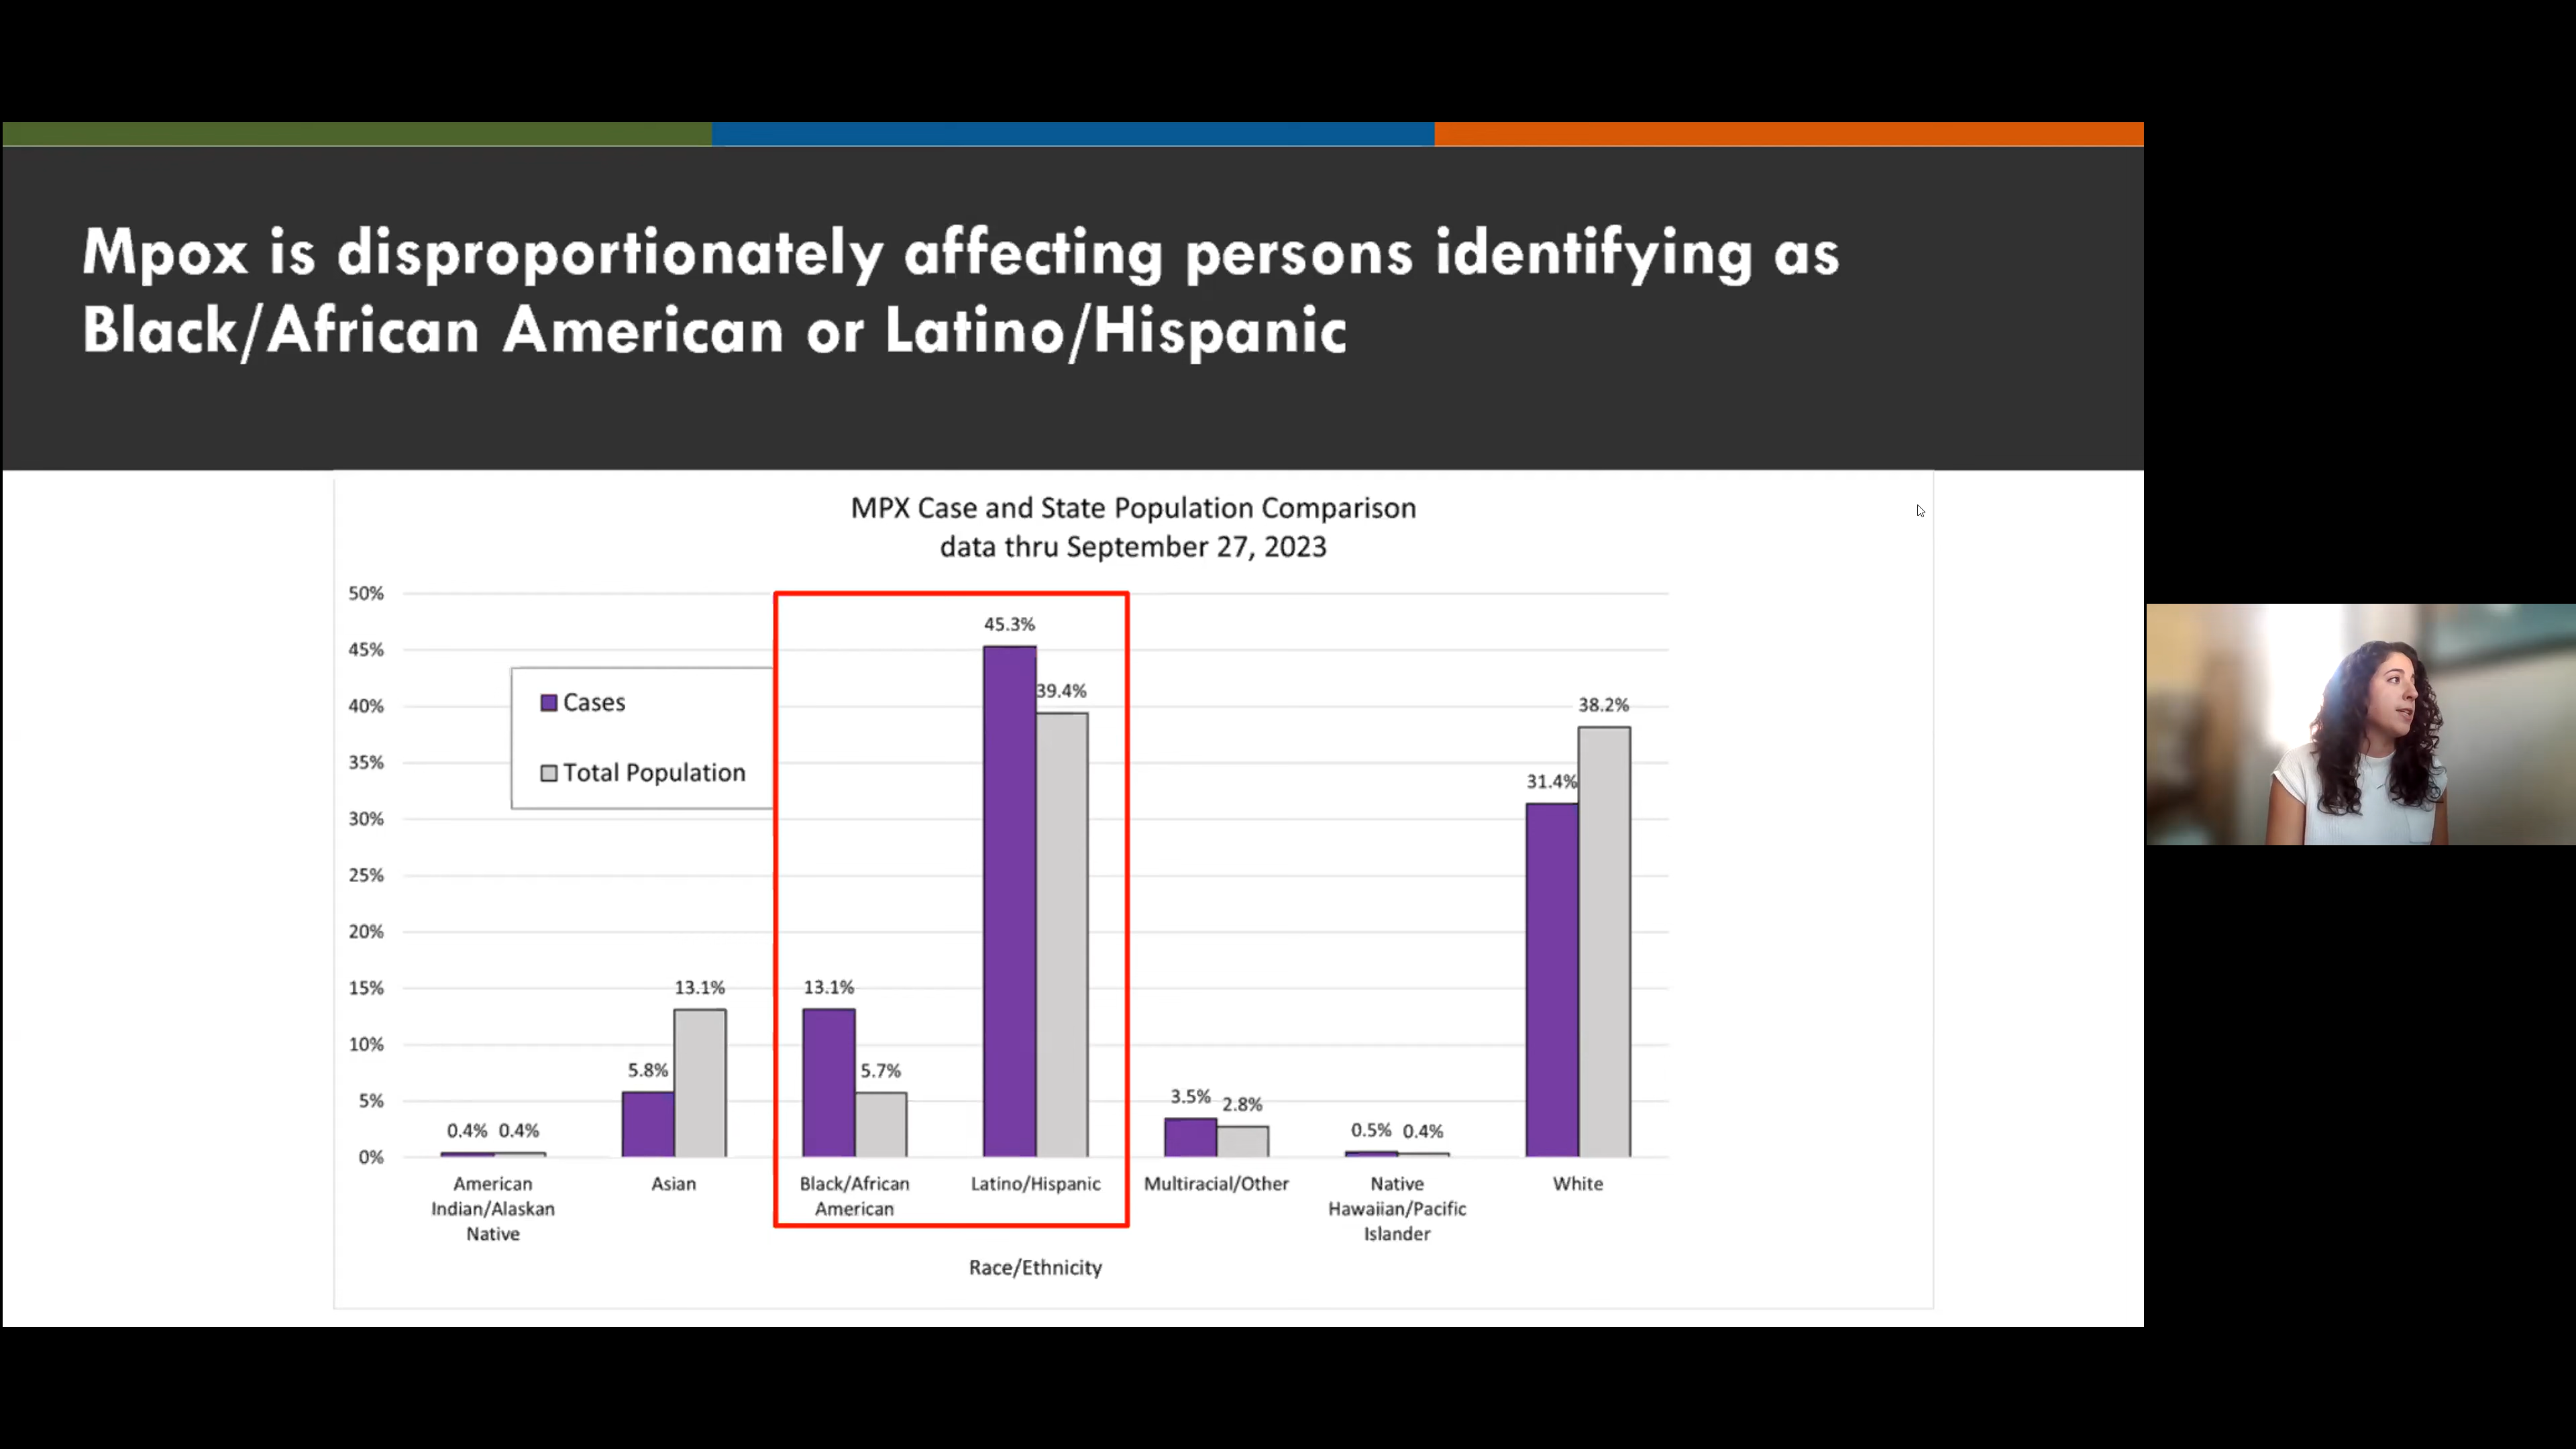 Mpox is disproportionately affecting persons identifying as
Black/African American or Latino/Hispanic
MPX Case and State Population Comparison
data thru September 27, 2023
50%
45%
40%
35%
30%
25%
20%
15%
10%
5%
0%
Cases
Total Population
0.4% 0.4%
5.8% 13.1%
13.1% 5.7%
45.3% 39.4%
3.5% 2.8%
0.5% 0.4%
31.4% 38.2%
American
Indian/Alaskan
Native
Asian
Black/African
American
Latino/Hispanic
Multiracial/Other
Native
Hawaiian/Pacific
Islander
White
Race/Ethnicity